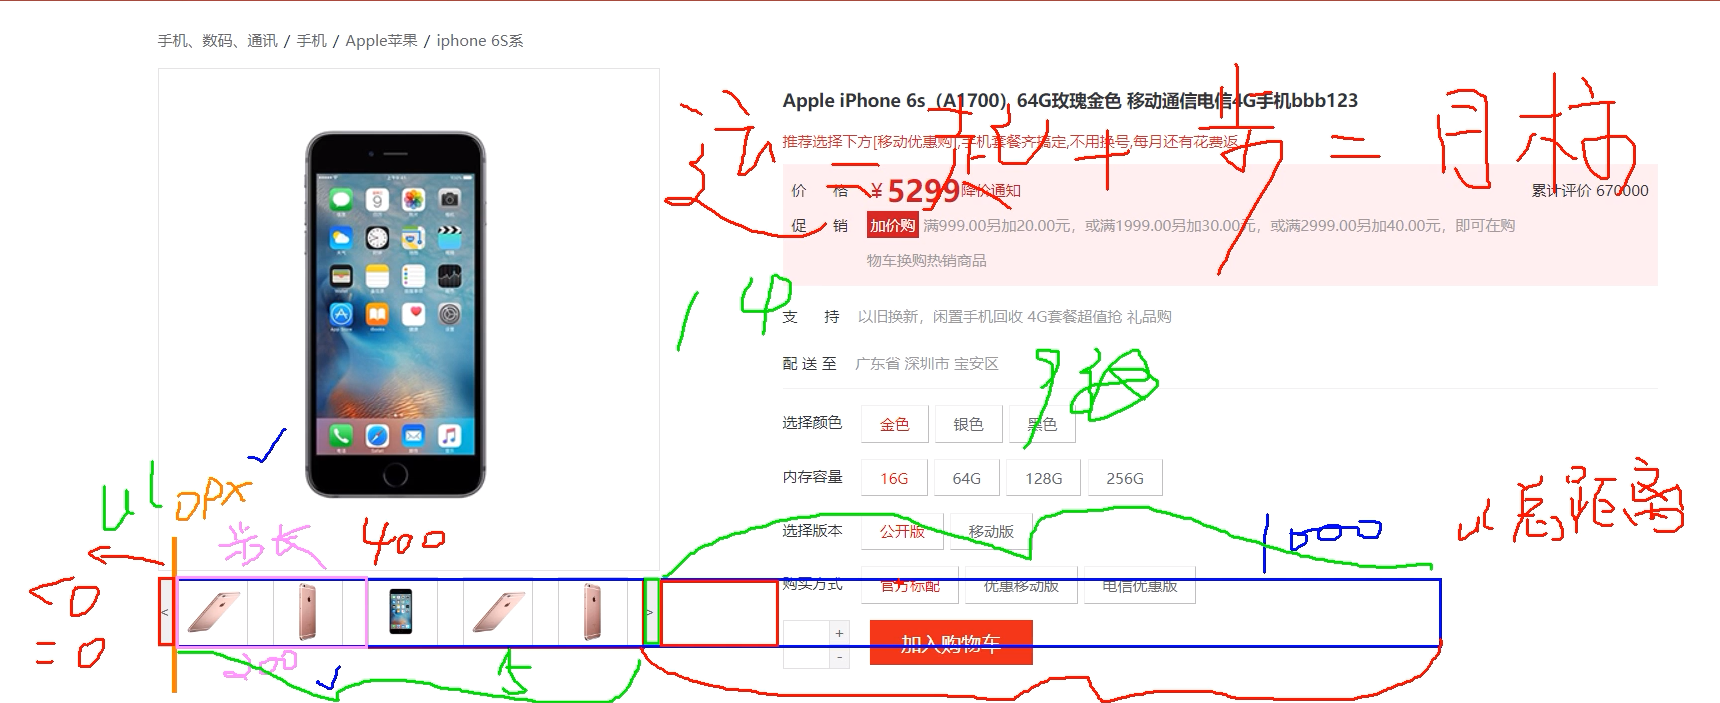 手机、数码、通讯 / 手机 / Apple苹果 / iphone 6S系
Apple iPhone 6s（A1700）64G玫瑰金色 移动通信电信4G手机bbb123
运
起 + 步 = 目标
推荐选择下方[移动优惠购],手机套餐齐搞定,不用换号,每月还有花费返
价 格 ￥5299 降价通知
累计评价 670000
促 销 加价购 满999.00另加20.00元，或满1999.00另加30.00元，或满2999.00另加40.00元，即可在购
物车换购热销商品
14
支 持 以旧换新，闲置手机回收 4G套餐超值抢 礼品购
配 送 至 广东省 深圳市 宝安区
选择颜色 金色 银色 黑色
内存容量 16G 64G 128G 256G
ul 0PX
步长 400
选择版本 公开版 移动版
1000
ul总距离
购买方式 官方标配 优惠移动版 电信优惠版
<0
=0
< >
+
-
加入购物车
200
5